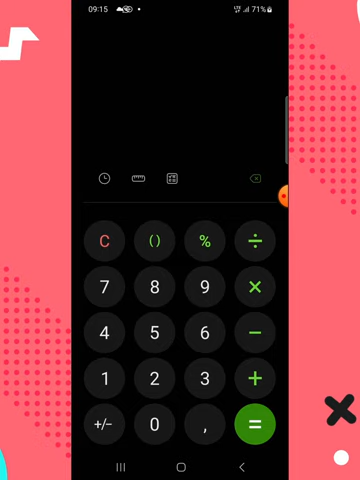 09:15 71%
C ( ) % ÷
7 8 9 ×
4 5 6 −
1 2 3 +
+/− 0 , =